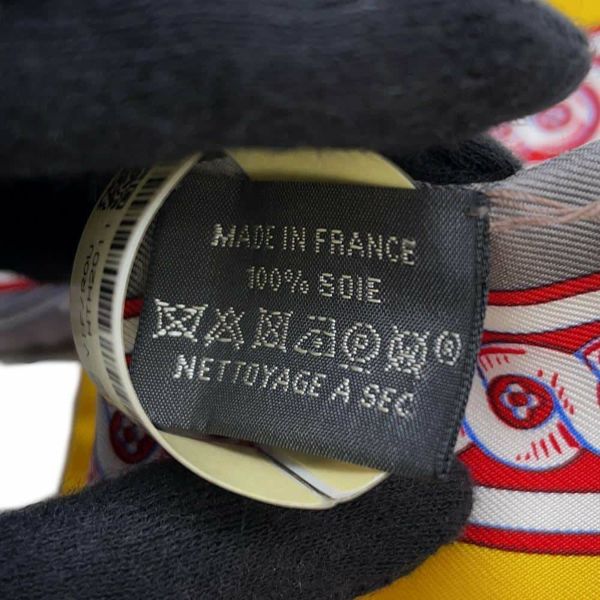 MADE IN FRANCE
100% SOIE
P
NETTOYAGE A SEC